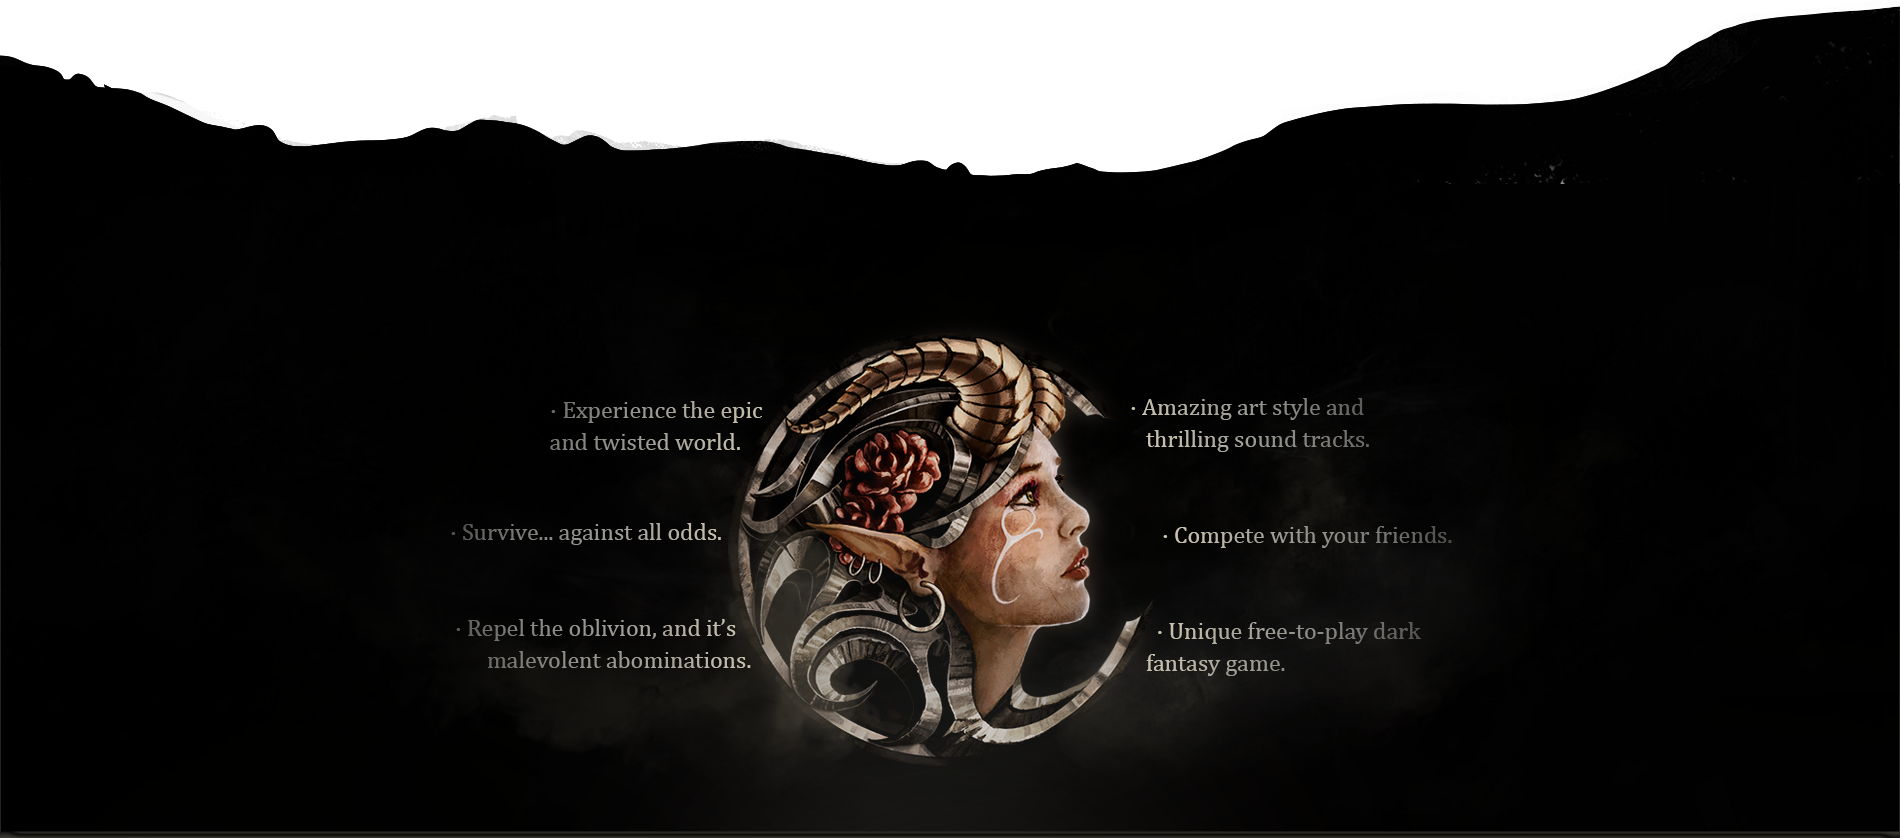 · Experience the epic
and twisted world.
· Survive... against all odds.
· Repel the oblivion, and it’s
malevolent abominations.
· Amazing art style and
thrilling sound tracks.
· Compete with your friends.
· Unique free-to-play dark
fantasy game.